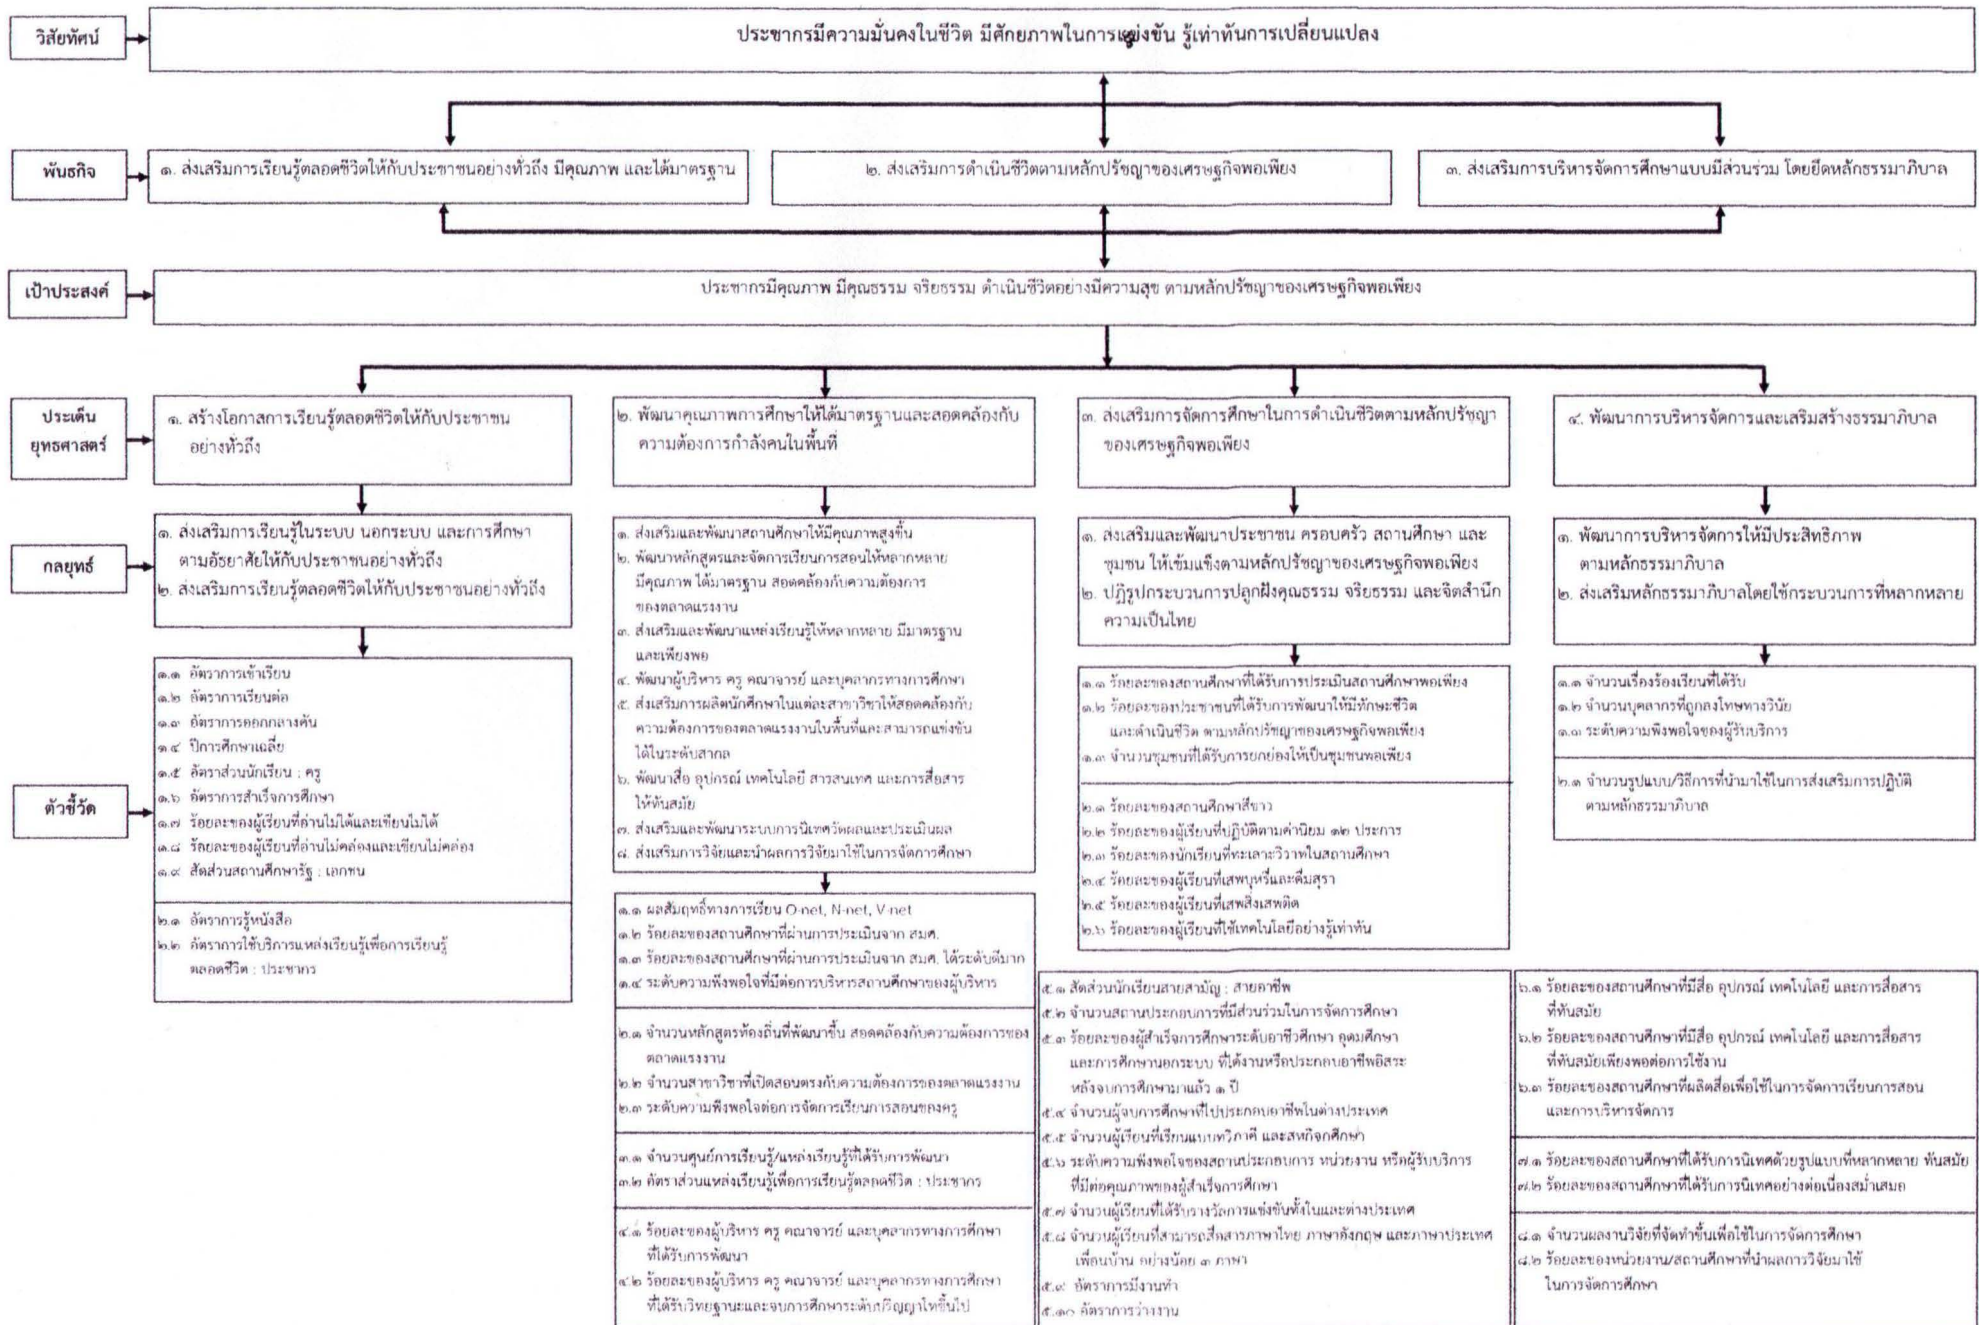 วิสัยทัศน์
ประชากรมีความมั่นคงในชีวิต มีศักยภาพในการแข่งขัน รู้เท่าทันการเปลี่ยนแปลง
พันธกิจ
๑. ส่งเสริมการเรียนรู้ตลอดชีวิตให้กับประชาชนอย่างทั่วถึง มีคุณภาพ และได้มาตรฐาน
๒. ส่งเสริมการดำเนินชีวิตตามหลักปรัชญาของเศรษฐกิจพอเพียง
๓. ส่งเสริมการบริหารจัดการศึกษาแบบมีส่วนร่วม โดยยึดหลักธรรมาภิบาล
เป้าประสงค์
ประชากรมีคุณภาพ มีคุณธรรม จริยธรรม ดำเนินชีวิตอย่างมีความสุข ตามหลักปรัชญาของเศรษฐกิจพอเพียง
ประเด็น
ยุทธศาสตร์
๑. สร้างโอกาสการเรียนรู้ตลอดชีวิตให้กับประชาชน
อย่างทั่วถึง
๒. พัฒนาคุณภาพการศึกษาให้ได้มาตรฐานและสอดคล้องกับ
ความต้องการกำลังคนในพื้นที่
๓. ส่งเสริมการจัดการศึกษาในการดำเนินชีวิตตามหลักปรัชญา
ของเศรษฐกิจพอเพียง
๔. พัฒนาการบริหารจัดการและเสริมสร้างธรรมาภิบาล
กลยุทธ์
๑. ส่งเสริมการเรียนรู้ในระบบ นอกระบบ และการศึกษา
ตามอัธยาศัยให้กับประชาชนอย่างทั่วถึง
๒. ส่งเสริมการเรียนรู้ตลอดชีวิตให้กับประชาชนอย่างทั่วถึง
๑. ส่งเสริมและพัฒนาสถานศึกษาให้มีคุณภาพสูงขึ้น
๒. พัฒนาหลักสูตรและจัดการเรียนการสอนให้หลากหลาย
มีคุณภาพ ได้มาตรฐาน สอดคล้องกับความต้องการ
ของตลาดแรงงาน
๓. ส่งเสริมและพัฒนาแหล่งเรียนรู้ให้หลากหลาย มีมาตรฐาน
และเพียงพอ
๔. พัฒนาผู้บริหาร ครู คณาจารย์ และบุคลากรทางการศึกษา
๕. ส่งเสริมการผลิตนักศึกษาในแต่ละสาขาวิชาให้สอดคล้องกับ
ความต้องการของตลาดแรงงานในพื้นที่และสามารถแข่งขัน
ได้ในระดับสากล
๖. พัฒนาสื่อ อุปกรณ์ เทคโนโลยี สารสนเทศ และการสื่อสาร
ให้ทันสมัย
๗. ส่งเสริมและพัฒนาระบบการนิเทศวัดผลและประเมินผล
๘. ส่งเสริมการวิจัยและนำผลการวิจัยมาใช้ในการจัดการศึกษา
๑. ส่งเสริมและพัฒนาประชาชน ครอบครัว สถานศึกษา และ
ชุมชน ให้เข้มแข็งตามหลักปรัชญาของเศรษฐกิจพอเพียง
๒. ปฏิรูปกระบวนการปลูกฝังคุณธรรม จริยธรรม และจิตสำนึก
ความเป็นไทย
๑. พัฒนาการบริหารจัดการให้มีประสิทธิภาพ
ตามหลักธรรมาภิบาล
๒. ส่งเสริมหลักธรรมาภิบาลโดยใช้กระบวนการที่หลากหลาย
ตัวชี้วัด
๑.๑ อัตราการเข้าเรียน
๑.๒ อัตราการเรียนต่อ
๑.๓ อัตราการออกกลางคัน
๑.๔ ปีการศึกษาเฉลี่ย
๑.๕ อัตราส่วนนักเรียน : ครู
๑.๖ อัตราการสำเร็จการศึกษา
๑.๗ ร้อยละของผู้เรียนที่อ่านไม่ได้และเขียนไม่ได้
๑.๘ ร้อยละของผู้เรียนที่อ่านไม่คล่องและเขียนไม่คล่อง
๑.๙ สัดส่วนสถานศึกษารัฐ : เอกชน
๒.๑ อัตราการรู้หนังสือ
๒.๒ อัตราการใช้บริการแหล่งเรียนรู้เพื่อการเรียนรู้
ตลอดชีวิต : ประชากร
๑.๑ ผลสัมฤทธิ์ทางการเรียน O-net, N-net, V-net
๑.๒ ร้อยละของสถานศึกษาที่ผ่านการประเมินจาก สมศ.
๑.๓ ร้อยละของสถานศึกษาที่ผ่านการประเมินจาก สมศ. ได้ระดับดีมาก
๑.๔ ระดับความพึงพอใจที่มีต่อการบริหารสถานศึกษาของผู้บริหาร
๒.๑ จำนวนหลักสูตรท้องถิ่นที่พัฒนาขึ้น สอดคล้องกับความต้องการของ
ตลาดแรงงาน
๒.๒ จำนวนสาขาวิชาที่เปิดสอนตรงกับความต้องการของตลาดแรงงาน
๒.๓ ระดับความพึงพอใจต่อการจัดการเรียนการสอนของครู
๓.๑ จำนวนศูนย์การเรียนรู้/แหล่งเรียนรู้ที่ได้รับการพัฒนา
๓.๒ อัตราส่วนแหล่งเรียนรู้เพื่อการเรียนรู้ตลอดชีวิต : ประชากร
๔.๑ ร้อยละของผู้บริหาร ครู คณาจารย์ และบุคลากรทางการศึกษา
ที่ได้รับการพัฒนา
๔.๒ ร้อยละของผู้บริหาร ครู คณาจารย์ และบุคลากรทางการศึกษา
ที่ได้รับวิทยฐานะและจบการศึกษาระดับปริญญาโทขึ้นไป
๑.๑ ร้อยละของสถานศึกษาที่ได้รับการประเมินสถานศึกษาพอเพียง
๑.๒ ร้อยละของประชาชนที่ได้รับการพัฒนาให้มีทักษะชีวิต
และดำเนินชีวิต ตามหลักปรัชญาของเศรษฐกิจพอเพียง
๑.๓ จำนวนชุมชนที่ได้รับการยกย่องให้เป็นชุมชนพอเพียง
๒.๑ ร้อยละของสถานศึกษาสีขาว
๒.๒ ร้อยละของผู้เรียนที่ปฏิบัติตามค่านิยม ๑๒ ประการ
๒.๓ ร้อยละของนักเรียนที่ทะเลาะวิวาทในสถานศึกษา
๒.๔ ร้อยละของผู้เรียนที่เสพบุหรี่และดื่มสุรา
๒.๕ ร้อยละของผู้เรียนที่เสพสิ่งเสพติด
๒.๖ ร้อยละของผู้เรียนที่ใช้เทคโนโลยีอย่างรู้เท่าทัน
๕.๑ สัดส่วนนักเรียนสายสามัญ : สายอาชีพ
๕.๒ จำนวนสถานประกอบการที่มีส่วนร่วมในการจัดการศึกษา
๕.๓ ร้อยละของผู้สำเร็จการศึกษาระดับอาชีวศึกษา อุดมศึกษา
และการศึกษานอกระบบ ที่ได้งานหรือประกอบอาชีพอิสระ
หลังจบการศึกษามาแล้ว ๑ ปี
๕.๔ จำนวนผู้จบการศึกษาที่ไปประกอบอาชีพในต่างประเทศ
๕.๕ จำนวนผู้เรียนที่เรียนแบบทวิภาคี และสหกิจศึกษา
๕.๖ ระดับความพึงพอใจของสถานประกอบการ หน่วยงาน หรือผู้รับบริการ
ที่มีต่อคุณภาพของผู้สำเร็จการศึกษา
๕.๗ จำนวนผู้เรียนที่ได้รับรางวัลการแข่งขันทั้งในและต่างประเทศ
๕.๘ จำนวนผู้เรียนที่สามารถสื่อสารภาษาไทย ภาษาอังกฤษ และภาษาประเทศ
เพื่อนบ้าน อย่างน้อย ๓ ภาษา
๕.๙ อัตราการมีงานทำ
๕.๑๐ อัตราการว่างงาน
๑.๑ จำนวนเรื่องร้องเรียนที่ได้รับ
๑.๒ จำนวนบุคลากรที่ถูกลงโทษทางวินัย
๑.๓ ระดับความพึงพอใจของผู้รับบริการ
๒.๑ จำนวนรูปแบบ/วิธีการที่นำมาใช้ในการส่งเสริมการปฏิบัติ
ตามหลักธรรมาภิบาล
๖.๑ ร้อยละของสถานศึกษาที่มีสื่อ อุปกรณ์ เทคโนโลยี และการสื่อสาร
ที่ทันสมัย
๖.๒ ร้อยละของสถานศึกษาที่มีสื่อ อุปกรณ์ เทคโนโลยี และการสื่อสาร
ที่ทันสมัยเพียงพอต่อการใช้งาน
๖.๓ ร้อยละของสถานศึกษาที่ผลิตสื่อเพื่อใช้ในการจัดการเรียนการสอน
และการบริหารจัดการ
๗.๑ ร้อยละของสถานศึกษาที่ได้รับการนิเทศด้วยรูปแบบที่หลากหลาย ทันสมัย
๗.๒ ร้อยละของสถานศึกษาที่ได้รับการนิเทศอย่างต่อเนื่องสม่ำเสมอ
๘.๑ จำนวนผลงานวิจัยที่จัดทำขึ้นเพื่อใช้ในการจัดการศึกษา
๘.๒ ร้อยละของหน่วยงาน/สถานศึกษาที่นำผลการวิจัยมาใช้
ในการจัดการศึกษา